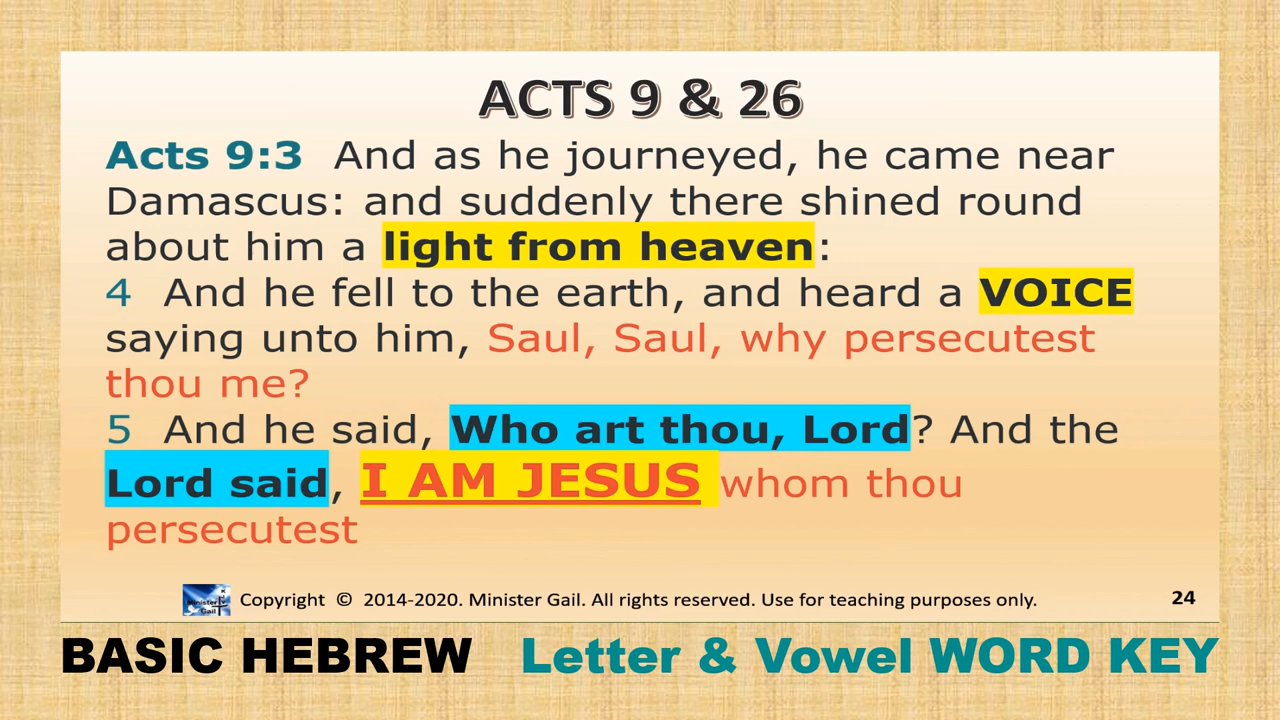 ACTS 9 & 26
Acts 9:3 And as he journeyed, he came near
Damascus: and suddenly there shined round
about him a light from heaven:
4 And he fell to the earth, and heard a VOICE
saying unto him, Saul, Saul, why persecutest
thou me?
5 And he said, Who art thou, Lord? And the
Lord said, I AM JESUS whom thou
persecutest
Minister
Gail
Copyright © 2014-2020. Minister Gail. All rights reserved. Use for teaching purposes only.
24
BASIC HEBREW Letter & Vowel WORD KEY